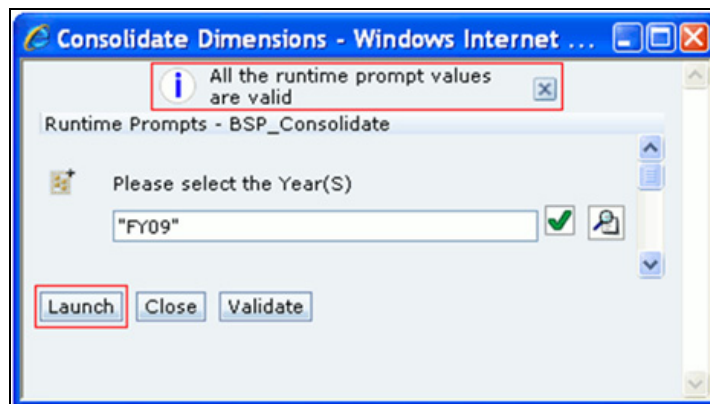 Consolidate Dimensions - Windows Internet ...
All the runtime prompt values
are valid
Runtime Prompts - BSP_Consolidate
Please select the Year(S)
"FY09"
Launch Close Validate